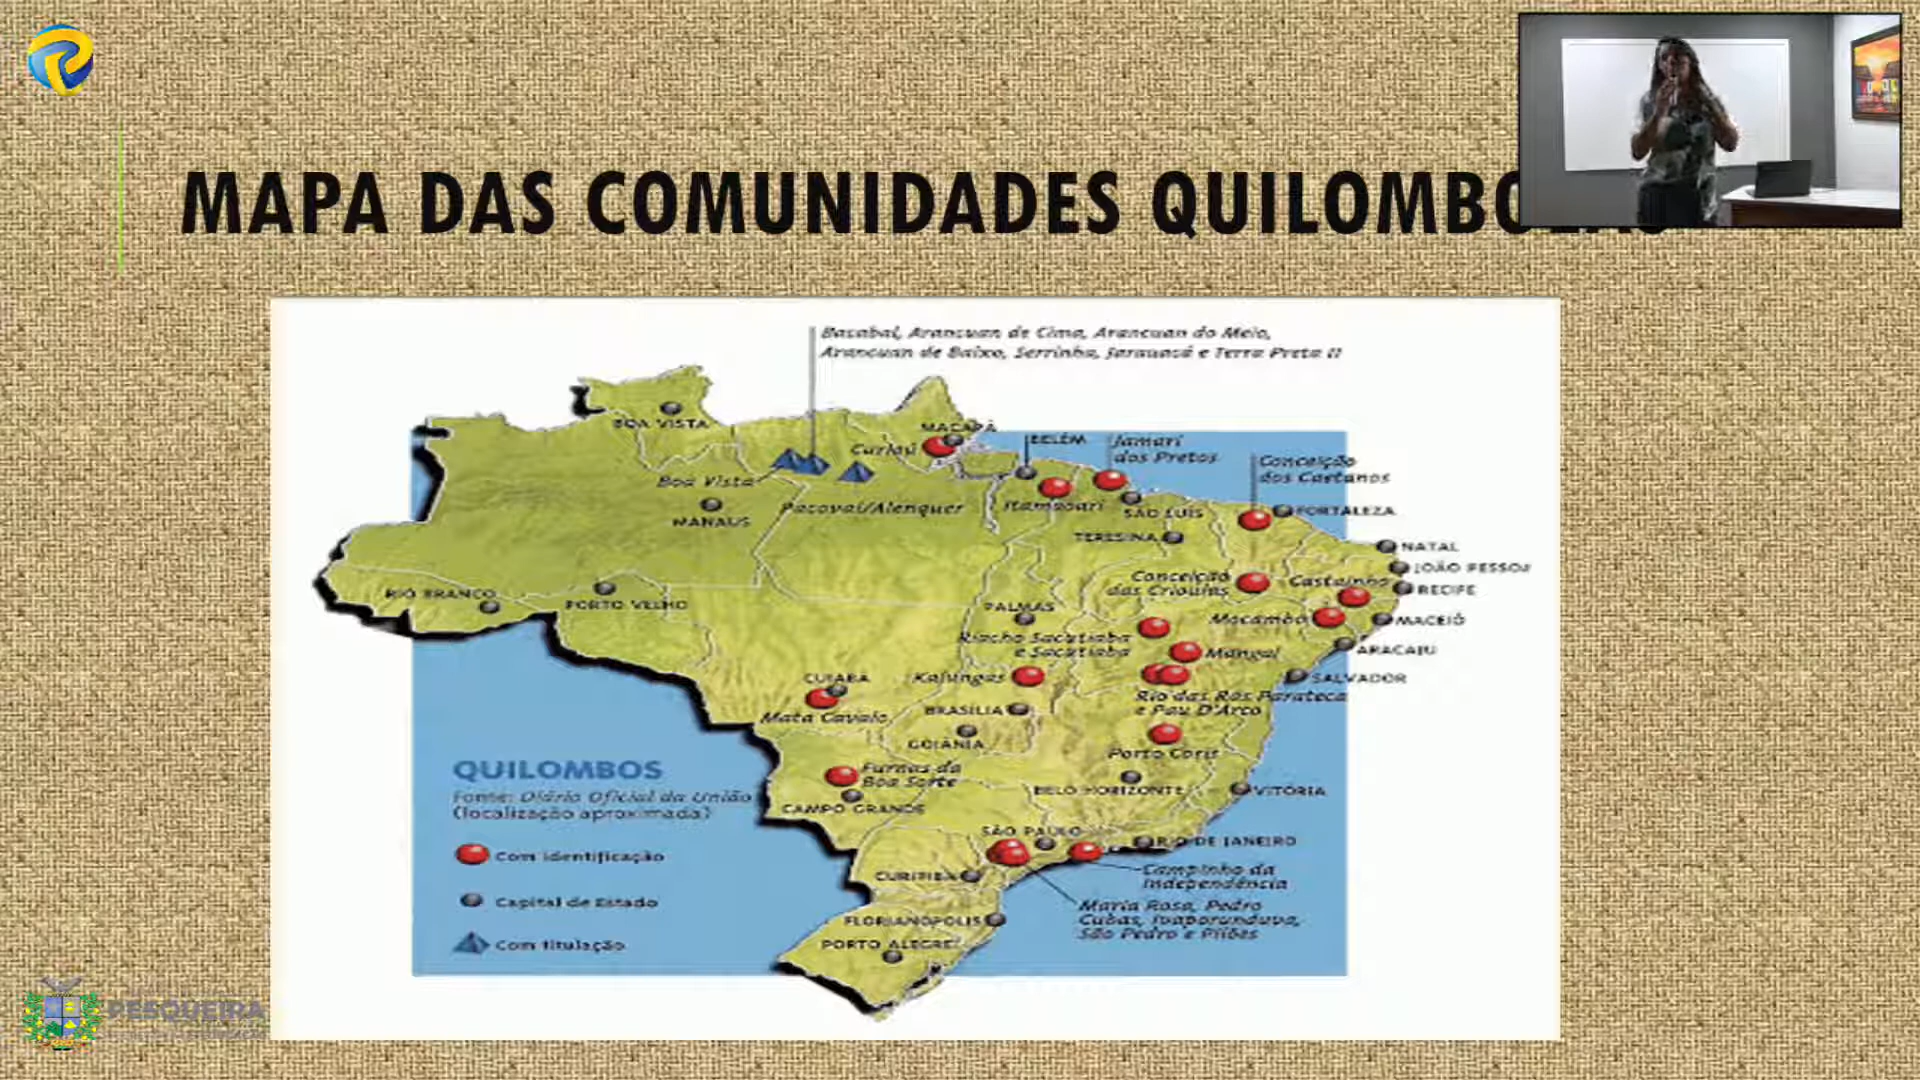 MAPA DAS COMUNIDADES QUILOMBOLAS
Bacabal, Arancuan de Cima, Arancuan do Meio,
Arancuan de Baixo, Serrinha, Jarauacá e Terra Preta II
BOA VISTA
MACAPÁ
Curiaú
BELÉM
Jamari
dos Pretos
Conceição
dos Caetanos
Boa Vista
Pacoval/Alenquer
Itamaoari
SÃO LUIS
FORTALEZA
MANAUS
TERESINA
NATAL
JOÃO PESSOA
Conceição
das Crioulas
Castainho
RECIFE
RIO BRANCO
PORTO VELHO
PALMAS
Mocambo
MACEIÓ
Riacho Sacutiaba
e Sacutiaba
Mangal
ARACAJU
CUIABÁ
Kalungas
SALVADOR
Mata Cavalo
BRASÍLIA
Rio das Rãs Parateca
e Pau D'Arco
GOIÂNIA
Porto Coris
QUILOMBOS
Fonte: Diário Oficial da União
(localização aproximada)
Furnas da
Boa Sorte
CAMPO GRANDE
BELO HORIZONTE
VITÓRIA
SÃO PAULO
RIO DE JANEIRO
Com identificação
CURITIBA
Campinho da
Independência
Capital de Estado
FLORIANÓPOLIS
Maria Rosa, Pedro
Cubas, Ivaporunduva,
São Pedro e Pilões
Com titulação
PORTO ALEGRE
PESQUEIRA